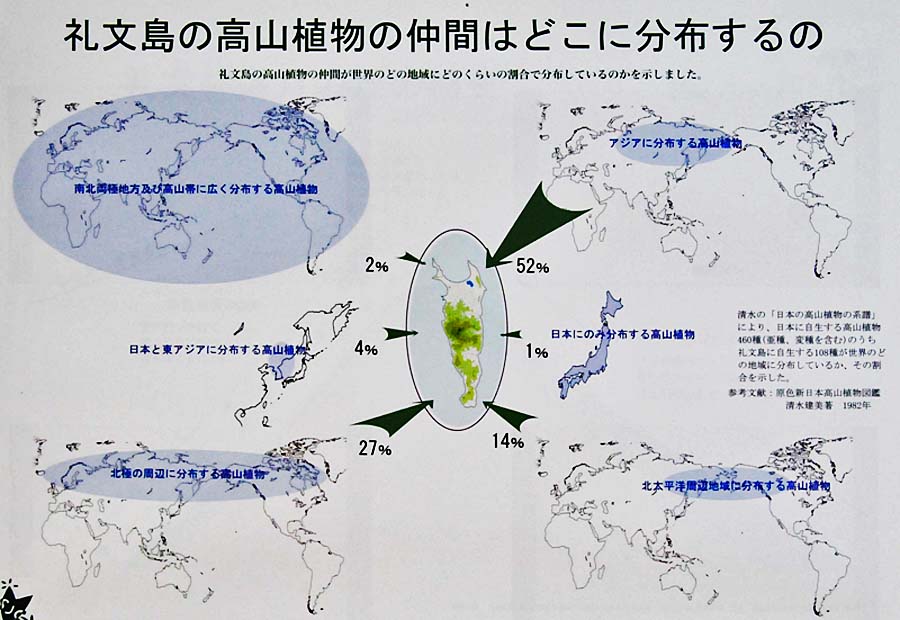 礼文島の高山植物の仲間はどこに分布するの
礼文島の高山植物の仲間が世界のどの地域にどのくらいの割合で分布しているのかを示しました。
南北両極地方及び高山帯に広く分布する高山植物
アジアに分布する高山植物
2%
52%
日本と東アジアに分布する高山植物
4%
1%
日本にのみ分布する高山植物
清水の「日本の高山植物の系譜」
により、日本に自生する高山植物
460種(亜種、変種を含む)のうち
礼文島に自生する108種が世界のど
の地域に分布しているか、その割
合を示した。
参考文献：原色新日本高山植物図鑑
清水建美著 1982年
27%
14%
北極の周辺に分布する高山植物
北太平洋周辺地域に分布する高山植物